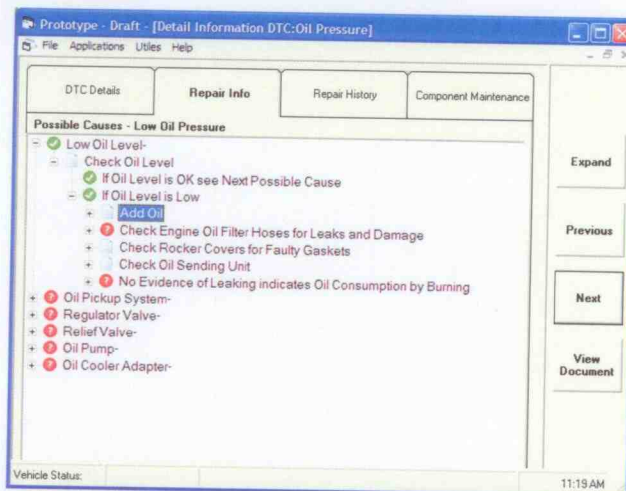 Prototype - Draft - [Detail Information DTC:Oil Pressure]
File Applications Utiles Help
DTC Details Repair Info Repair History Component Maintenance
Possible Causes - Low Oil Pressure
Low Oil Level-
Check Oil Level
If Oil Level is OK see Next Possible Cause
If Oil Level is Low
Add Oil
Check Engine Oil Filter Hoses for Leaks and Damage
Check Rocker Covers for Faulty Gaskets
Check Oil Sending Unit
No Evidence of Leaking indicates Oil Consumption by Burning
Oil Pickup System-
Regulator Valve-
Relief Valve-
Oil Pump-
Oil Cooler Adapter-
Expand
Previous
Next
View
Document
Vehicle Status:
11:19 AM